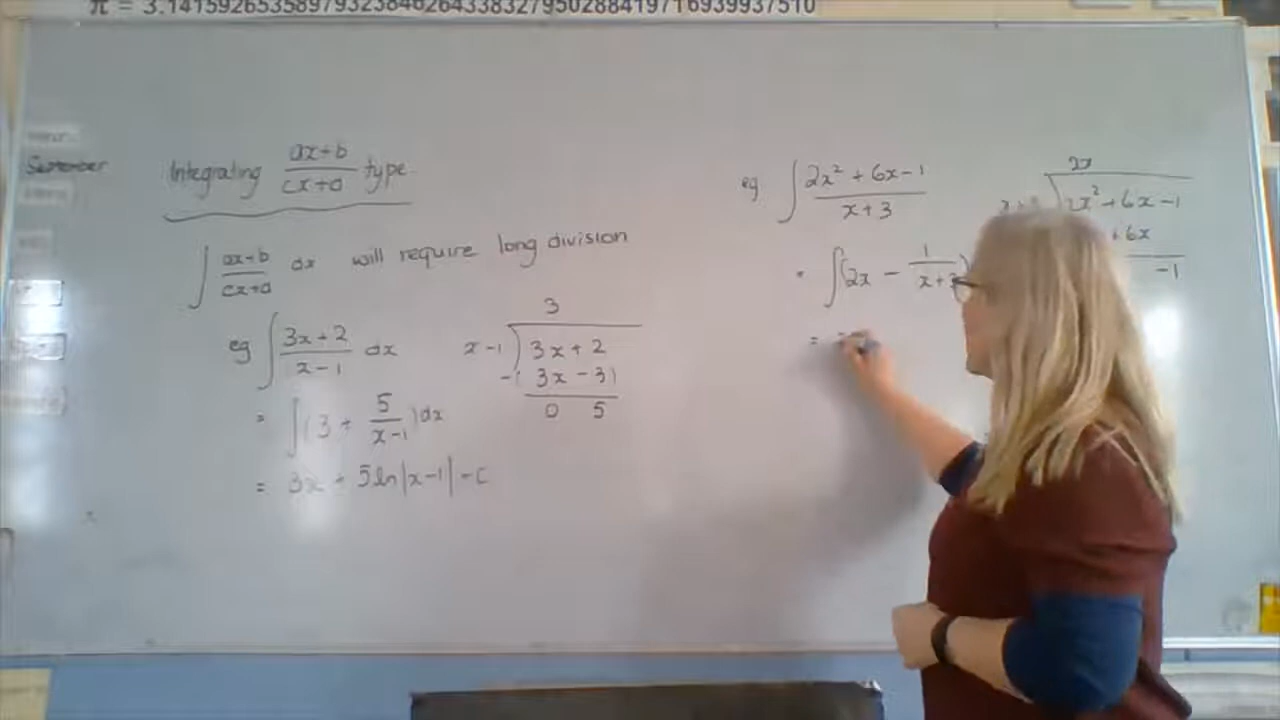 π = 3.14159265358979323846264338327950288419716939937510
September
Integrating ax+b / cx+d type
∫ ax+b / cx+d dx will require long division
eg ∫ 3x+2 / x-1 dx
3
x-1 ) 3x+2
-( 3x-3)
0 5
= ∫(3 + 5 / x-1)dx
= 3x + 5ln|x-1| + c
eg ∫ 2x² + 6x-1 / x+3
2x
2x² + 6x -1
+ 6x
-1
= ∫(2x - 1 / x+3)
=